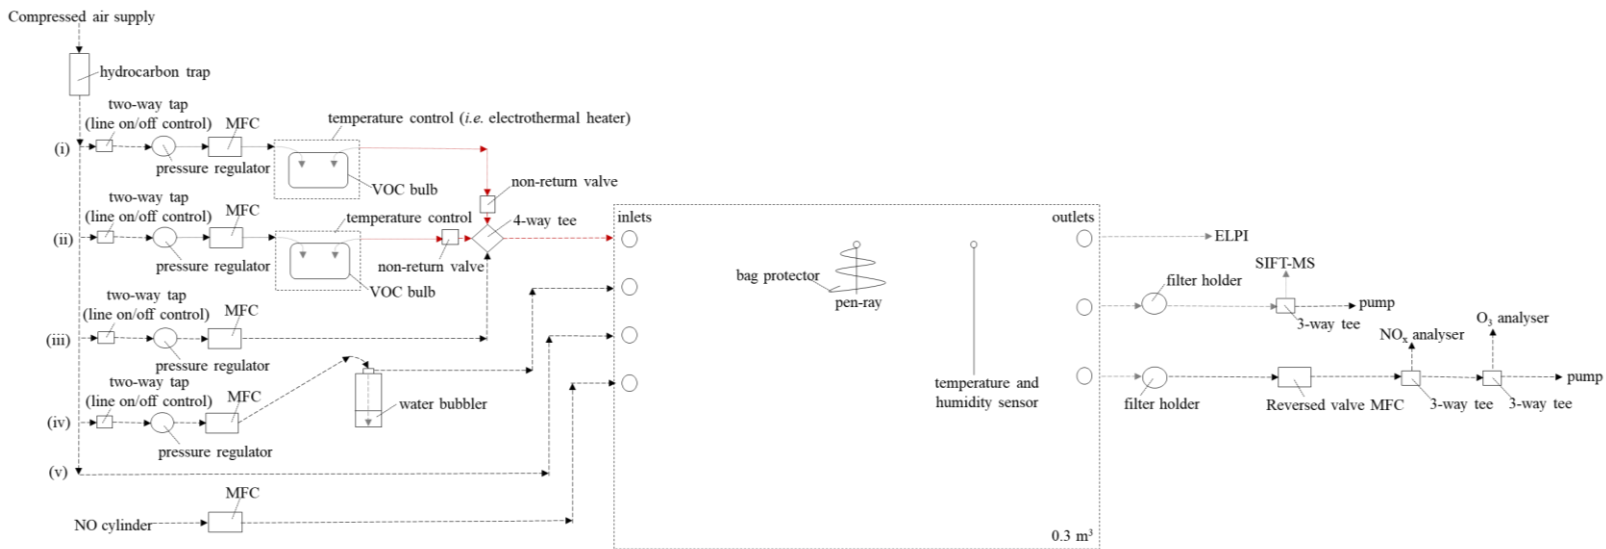 Compressed air supply
hydrocarbon trap
two-way tap
(line on/off control)
MFC
temperature control (i.e. electrothermal heater)
(i)
pressure regulator
VOC bulb
non-return valve
two-way tap
(line on/off control)
MFC
temperature control
4-way tee
(ii)
pressure regulator
non-return valve
VOC bulb
two-way tap
(line on/off control)
MFC
(iii)
pressure regulator
two-way tap
(line on/off control)
MFC
water bubbler
(iv)
pressure regulator
(v)
MFC
NO cylinder
inlets
outlets
bag protector
pen-ray
temperature and
humidity sensor
0.3 m³
ELPI
SIFT-MS
filter holder
pump
3-way tee
O₃ analyser
NOₓ analyser
pump
filter holder
Reversed valve MFC
3-way tee
3-way tee